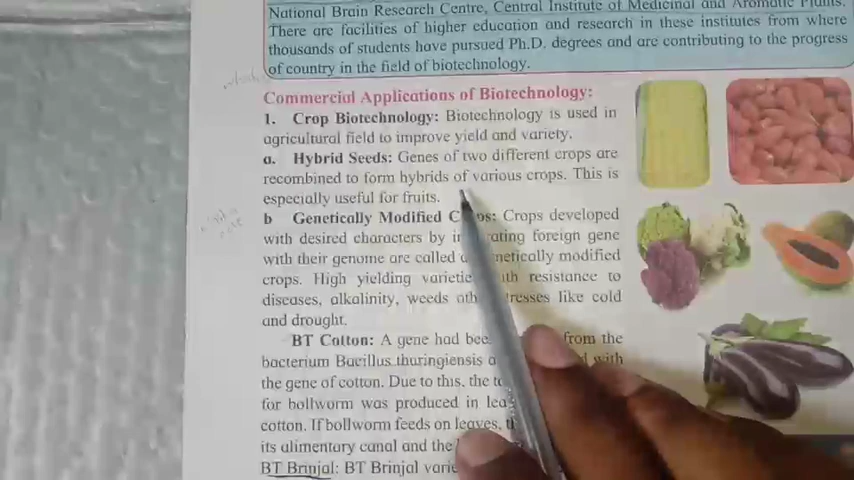 National Brain Research Centre, Central Institute of Medicinal and Aromatic Plants.
There are facilities of higher education and research in these institutes from where
thousands of students have pursued Ph.D. degrees and are contributing to the progress
of country in the field of biotechnology.
Commercial Applications of Biotechnology:
1. Crop Biotechnology: Biotechnology is used in
agricultural field to improve yield and variety.
a. Hybrid Seeds: Genes of two different crops are
recombined to form hybrids of various crops. This is
especially useful for fruits.
b Genetically Modified C ps: Crops developed
with desired characters by in rating foreign gene
with their genome are called netically modified
crops. High yielding varietie th resistance to
diseases, alkalinity, weeds oth tresses like cold
and drought.
BT Cotton: A gene had bee from the
bacterium Bacillus thuringiensis a d with
the gene of cotton. Due to this, the t
for bollworm was produced in lea
cotton. If bollworm feeds on leaves, t
its alimentary canal and the
BT Brinjal: BT Brinjal varie